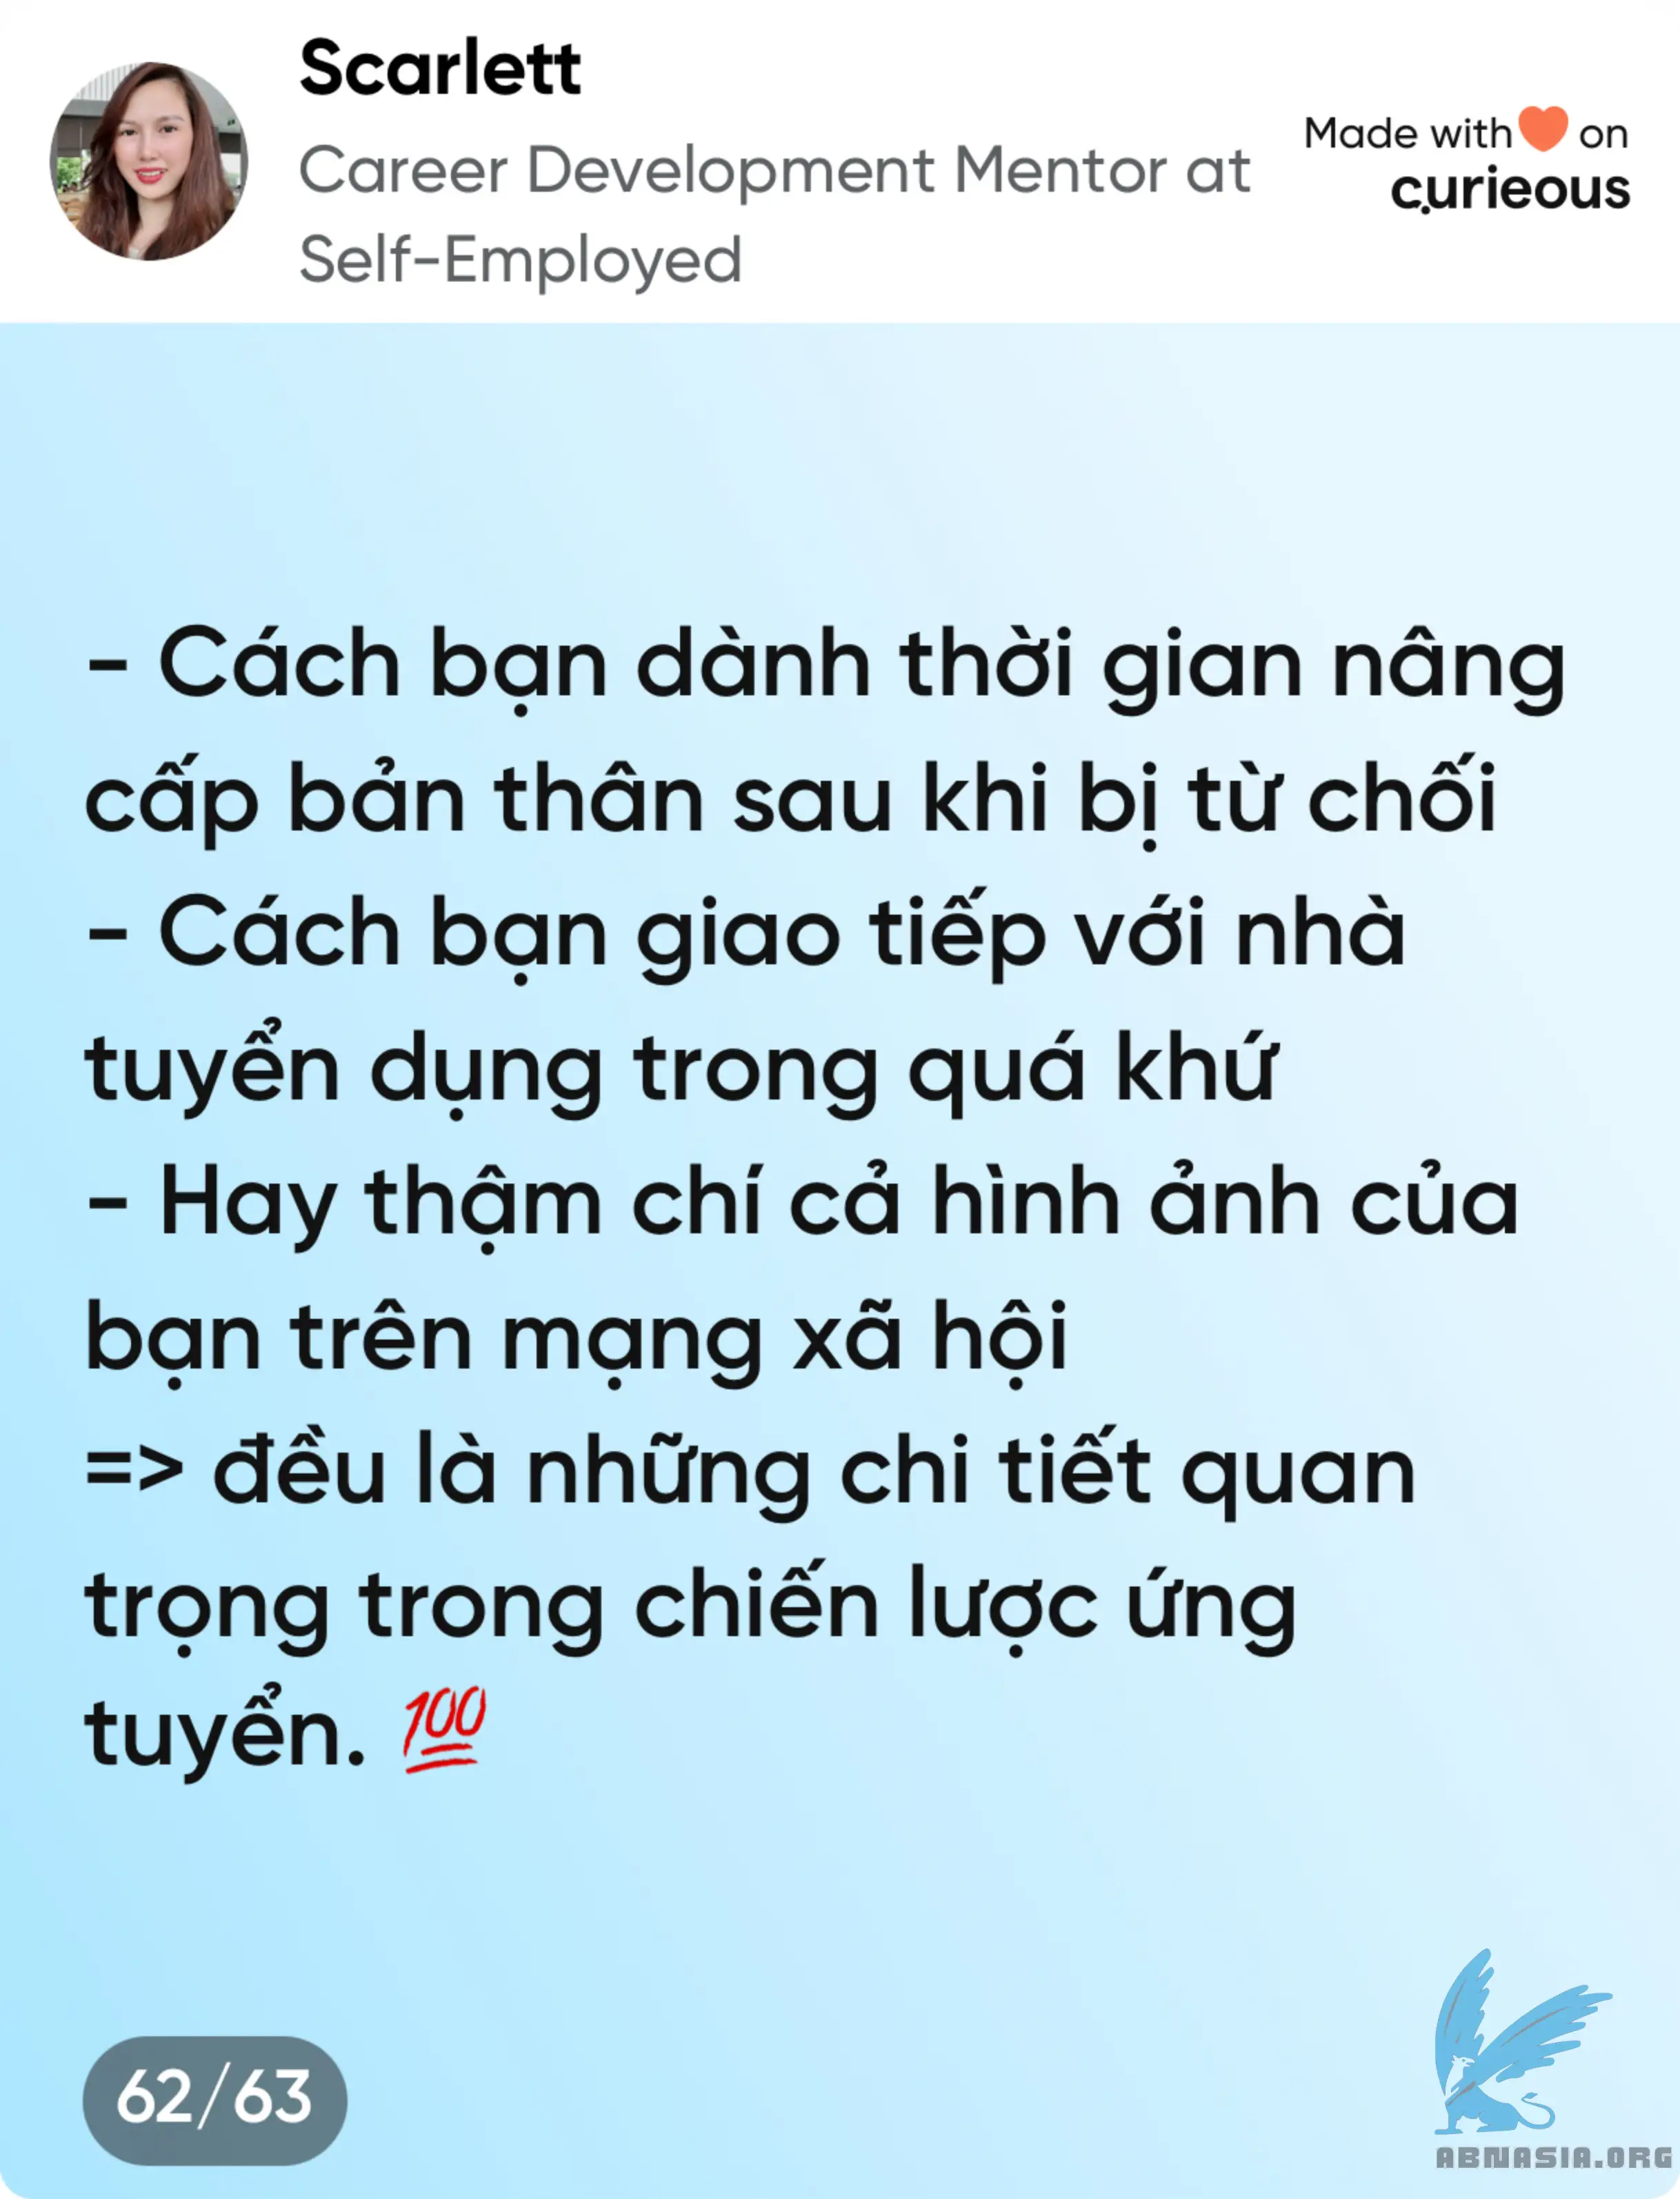 Scarlett
Career Development Mentor at
Self-Employed
Made with🧡on
curieous
- Cách bạn dành thời gian nâng
cấp bản thân sau khi bị từ chối
- Cách bạn giao tiếp với nhà
tuyển dụng trong quá khứ
- Hay thậm chí cả hình ảnh của
bạn trên mạng xã hội
=> đều là những chi tiết quan
trọng trong chiến lược ứng
tuyển. 💯
62/63
ABNASIA.ORG